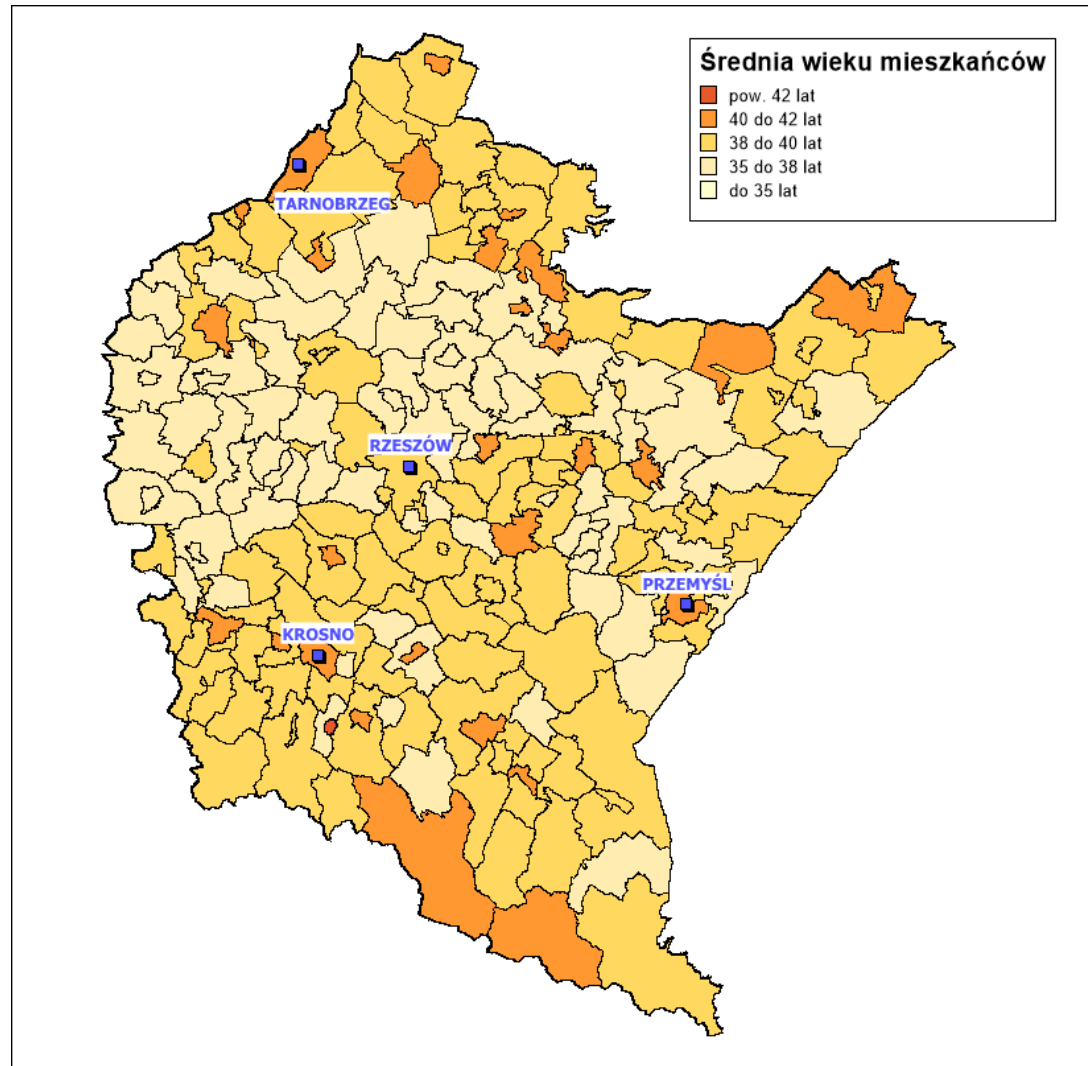 Średnia wieku mieszkańców
pow. 42 lat
40 do 42 lat
38 do 40 lat
35 do 38 lat
do 35 lat
TARNOBRZEG
RZESZÓW
PRZEMYŚL
KROSNO